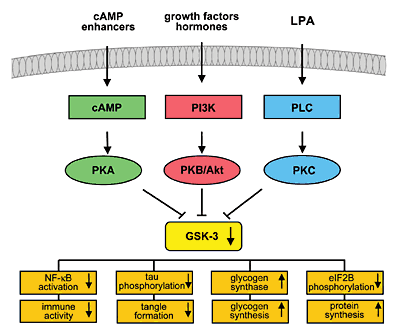 cAMP enhancers
growth factors hormones
LPA
cAMP
PI3K
PLC
PKA
PKB/Akt
PKC
GSK-3
NF-κB activation
tau phosphorylation
glycogen synthase
eIF2B phosphorylation
immune activity
tangle formation
glycogen synthesis
protein synthesis